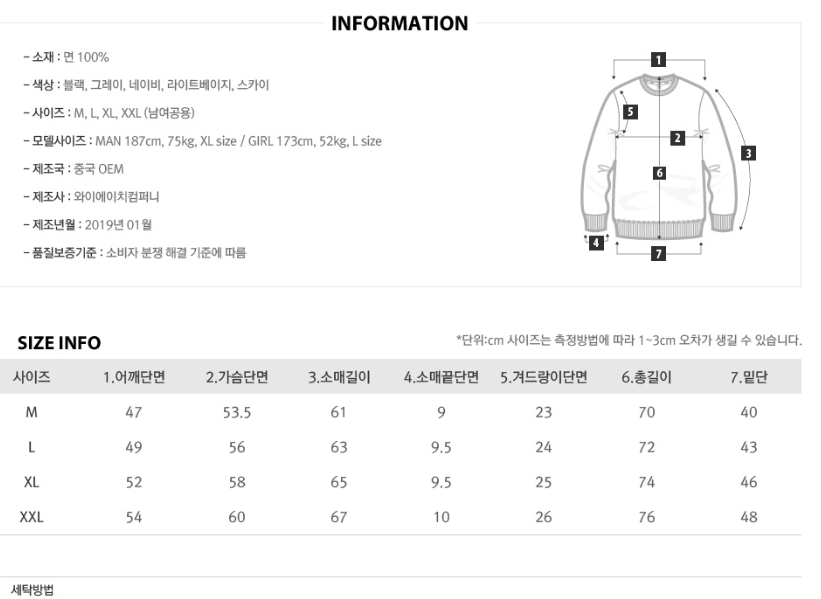 INFORMATION
– 소재 : 면 100%
– 색상 : 블랙, 그레이, 네이비, 라이트베이지, 스카이
– 사이즈 : M, L, XL, XXL (남여공용)
– 모델사이즈 : MAN 187cm, 75kg, XL size / GIRL 173cm, 52kg, L size
– 제조국 : 중국 OEM
– 제조사 : 와이에이치컴퍼니
– 제조년월 : 2019년 01월
– 품질보증기준 : 소비자 분쟁 해결 기준에 따름
1
5
2
3
6
4
7
SIZE INFO
*단위:cm 사이즈는 측정방법에 따라 1~3cm 오차가 생길 수 있습니다.
사이즈 1.어깨단면 2.가슴단면 3.소매길이 4.소매끝단면 5.겨드랑이단면 6.총길이 7.밑단
M 47 53.5 61 9 23 70 40
L 49 56 63 9.5 24 72 43
XL 52 58 65 9.5 25 74 46
XXL 54 60 67 10 26 76 48
세탁방법